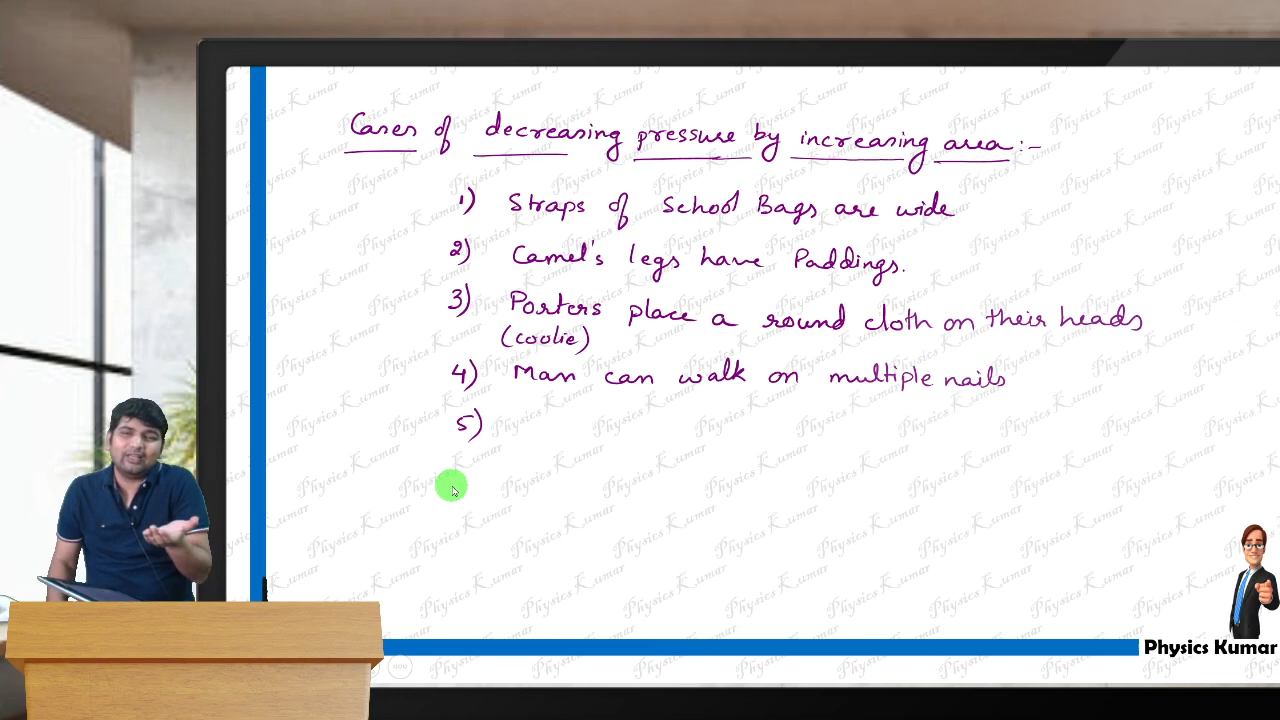 Cases of decreasing pressure by increasing area :-
1) Straps of School Bags are wide
2) Camel's legs have Paddings.
3) Porters place a round cloth on their heads
(coolie)
4) Man can walk on multiple nails
5)
Physics Kumar